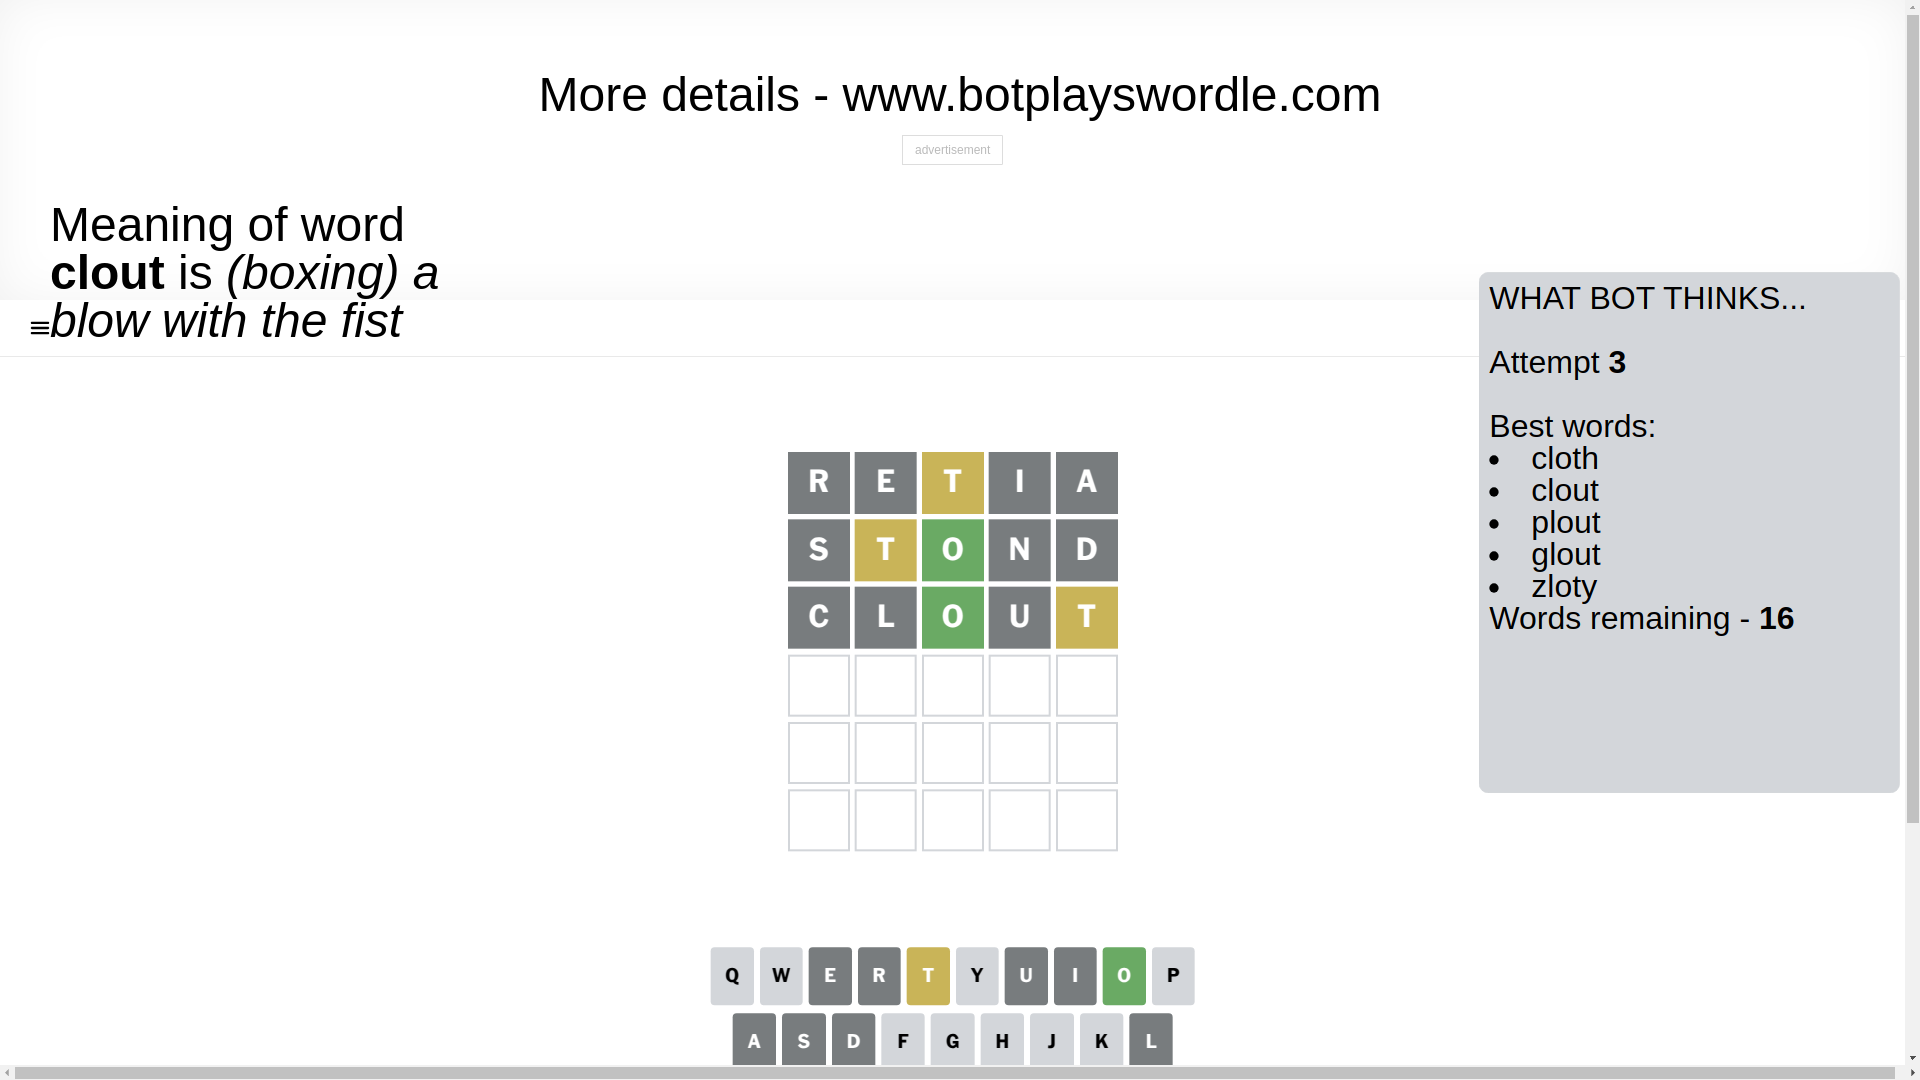 More details - www.botplayswordle.com
advertisement
Meaning of word
clout is (boxing) a
blow with the fist
WHAT BOT THINKS...
Attempt 3
Best words:
cloth
clout
plout
glout
zloty
Words remaining - 16
R E T I A
S T O N D
C L O U T
Q W E R T Y U I O P
A S D F G H J K L